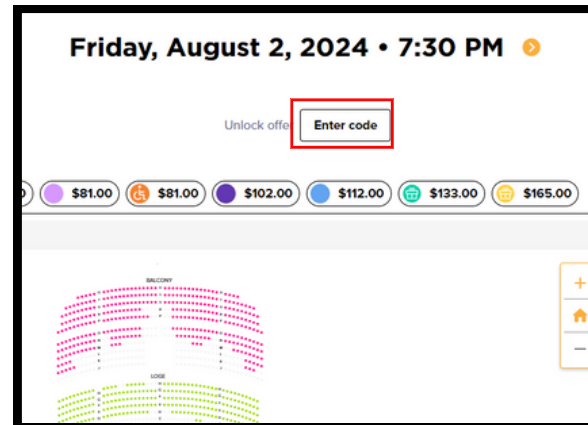 Friday, August 2, 2024 • 7:30 PM
Unlock offe Enter code
$81.00 $81.00 $102.00 $112.00 $133.00 $165.00
BALCONY
LOGE